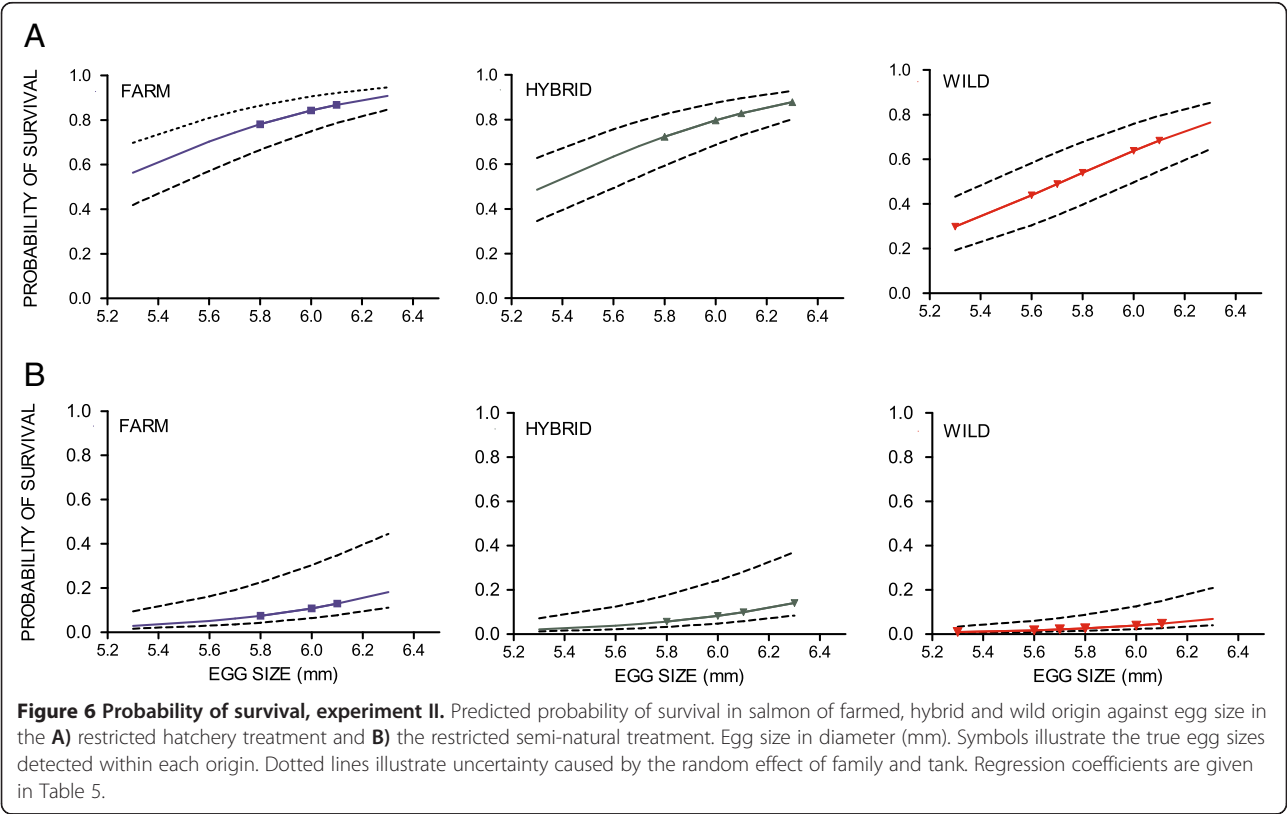 A
PROBABILITY OF SURVIVAL
FARM
1.0
0.8
0.6
0.4
0.2
0.0
5.2 5.4 5.6 5.8 6.0 6.2 6.4
HYBRID
1.0
0.8
0.6
0.4
0.2
0.0
5.2 5.4 5.6 5.8 6.0 6.2 6.4
WILD
1.0
0.8
0.6
0.4
0.2
0.0
5.2 5.4 5.6 5.8 6.0 6.2 6.4
B
PROBABILITY OF SURVIVAL
FARM
1.0
0.8
0.6
0.4
0.2
0.0
5.2 5.4 5.6 5.8 6.0 6.2 6.4
EGG SIZE (mm)
HYBRID
1.0
0.8
0.6
0.4
0.2
0.0
5.2 5.4 5.6 5.8 6.0 6.2 6.4
EGG SIZE (mm)
WILD
1.0
0.8
0.6
0.4
0.2
0.0
5.2 5.4 5.6 5.8 6.0 6.2 6.4
EGG SIZE (mm)
Figure 6 Probability of survival, experiment II. Predicted probability of survival in salmon of farmed, hybrid and wild origin against egg size in
the A) restricted hatchery treatment and B) the restricted semi-natural treatment. Egg size in diameter (mm). Symbols illustrate the true egg sizes
detected within each origin. Dotted lines illustrate uncertainty caused by the random effect of family and tank. Regression coefficients are given
in Table 5.